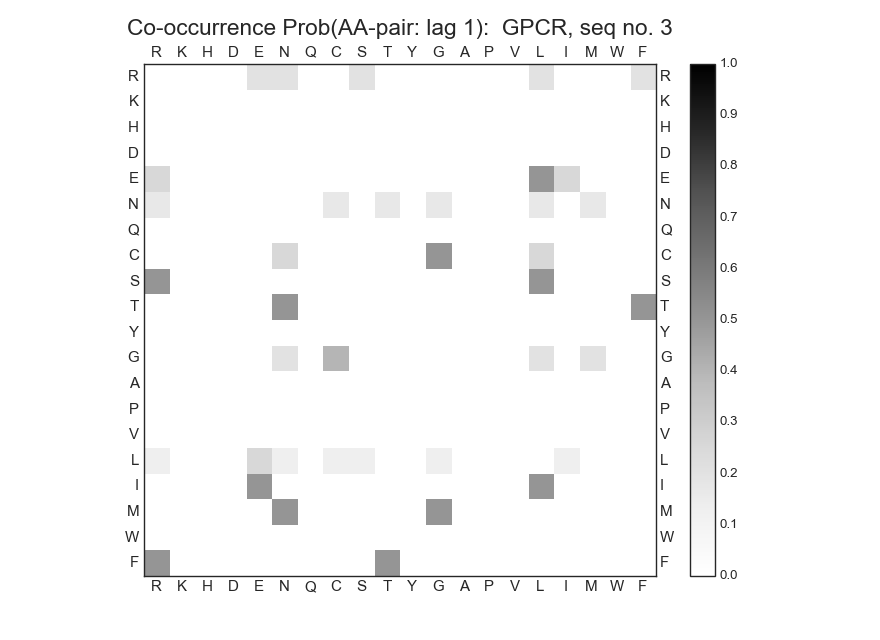 Co-occurrence Prob(AA-pair: lag 1):  GPCR, seq no. 3
R K H D E N Q C S T Y G A P V L I M W F
R R 1.0
K K
H H 0.9
D D
E E 0.8
N N
Q Q 0.7
C C
S S 0.6
T T 0.5
Y Y
G G 0.4
A A
P P 0.3
V V
L L 0.2
I I
M M 0.1
W W
F F 0.0
R K H D E N Q C S T Y G A P V L I M W F